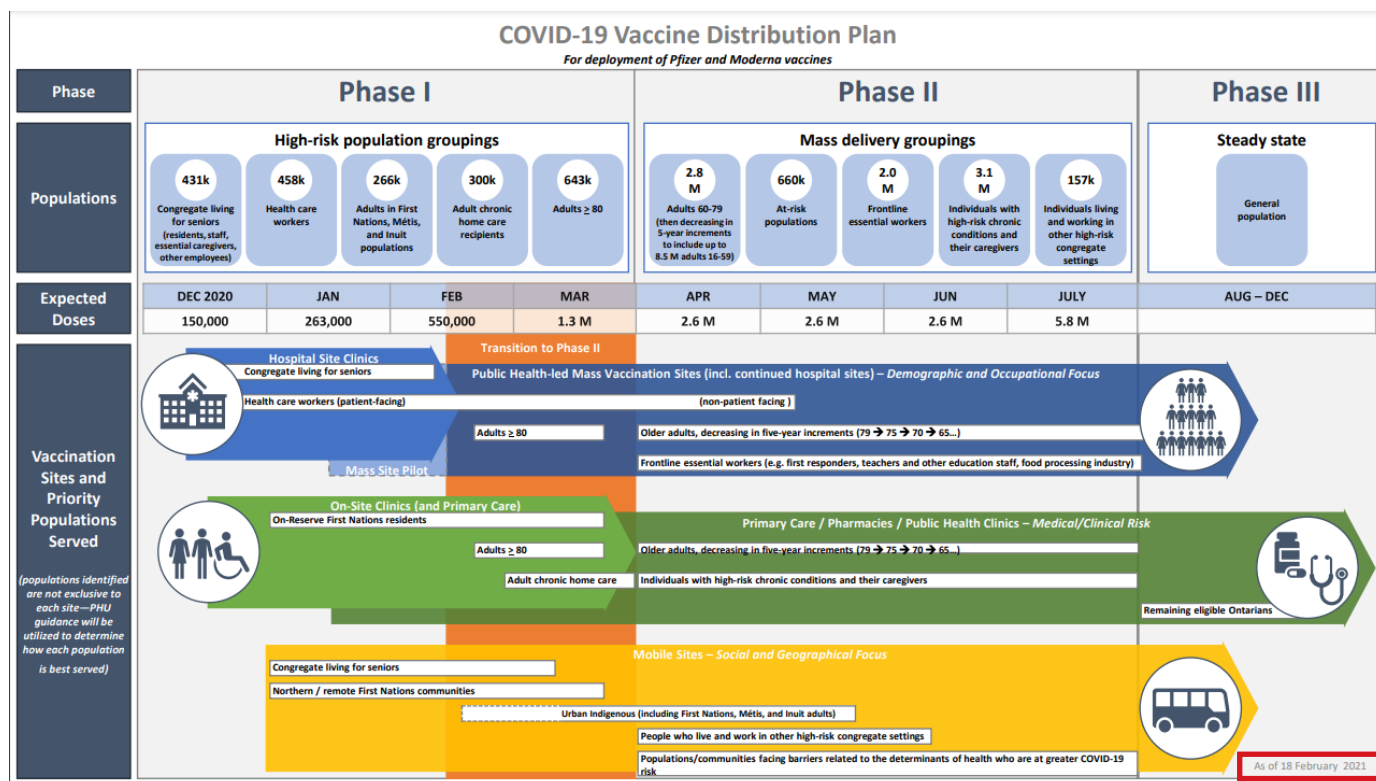 COVID-19 Vaccine Distribution Plan
For deployment of Pfizer and Moderna vaccines
Phase
Phase I
Phase II
Phase III
Populations
High-risk population groupings
431k
Congregate living
for seniors
(residents, staff,
essential caregivers,
other employees)
458k
Health care
workers
266k
Adults in First
Nations, Métis,
and Inuit
populations
300k
Adult chronic
home care
recipients
643k
Adults > 80
Mass delivery groupings
2.8
M
Adults 60-79
(then decreasing in
5-year increments
to include up to
8.5 M adults 16-59)
660k
At-risk
populations
2.0
M
Frontline
essential workers
3.1
M
Individuals with
high-risk chronic
conditions and
their caregivers
157k
Individuals living
and working in
other high-risk
congregate
settings
Steady state
General
population
Expected
Doses
DEC 2020 JAN FEB MAR APR MAY JUN JULY AUG – DEC
150,000 263,000 550,000 1.3 M 2.6 M 2.6 M 2.6 M 5.8 M
Vaccination
Sites and
Priority
Populations
Served
(populations identified
are not exclusive to
each site—PHU
guidance will be
utilized to determine
how each population
is best served)
Transition to Phase II
Hospital Site Clinics
Congregate living for seniors
Public Health-led Mass Vaccination Sites (incl. continued hospital sites) – Demographic and Occupational Focus
Health care workers (patient-facing) (non-patient facing )
Adults > 80
Older adults, decreasing in five-year increments (79 → 75 → 70 → 65...)
Mass Site Pilot
Frontline essential workers (e.g. first responders, teachers and other education staff, food processing industry)
On-Site Clinics (and Primary Care)
On-Reserve First Nations residents
Primary Care / Pharmacies / Public Health Clinics – Medical/Clinical Risk
Adults > 80
Older adults, decreasing in five-year increments (79 → 75 → 70 → 65...)
Adult chronic home care
Individuals with high-risk chronic conditions and their caregivers
Remaining eligible Ontarians
Mobile Sites – Social and Geographical Focus
Congregate living for seniors
Northern / remote First Nations communities
Urban Indigenous (including First Nations, Métis, and Inuit adults)
People who live and work in other high-risk congregate settings
Populations/communities facing barriers related to the determinants of health who are at greater COVID-19
risk
As of 18 February 2021